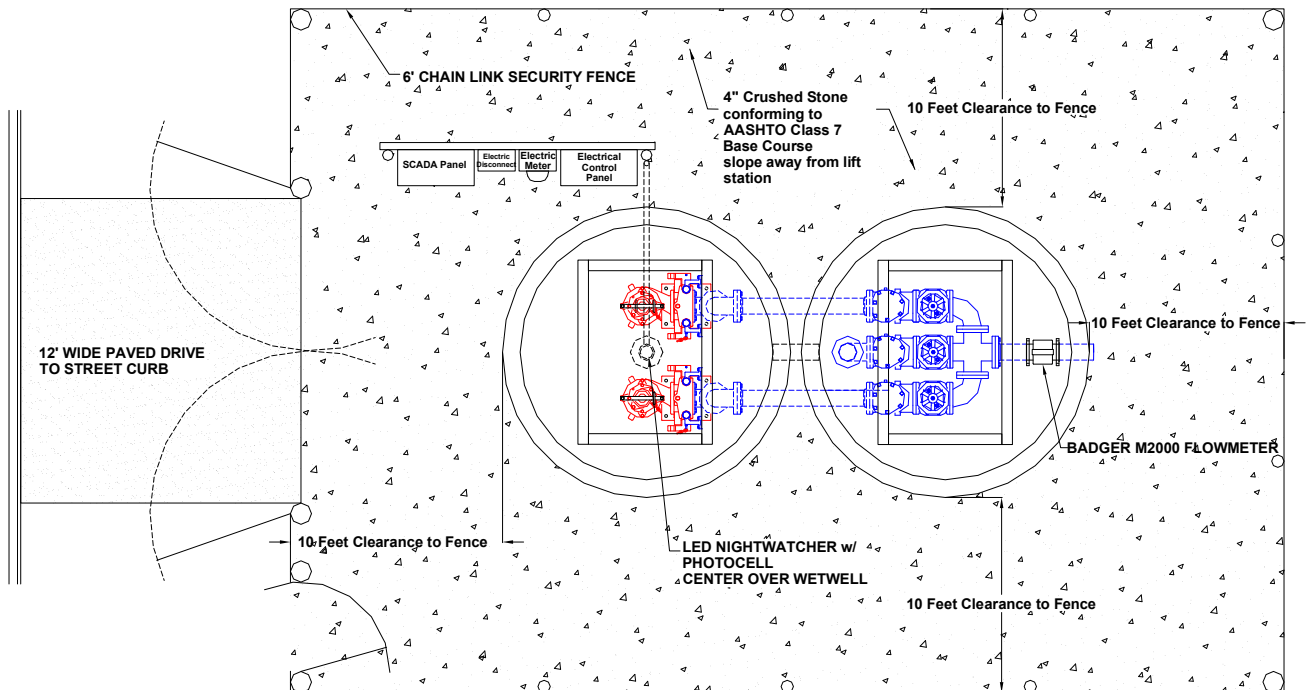 6' CHAIN LINK SECURITY FENCE
4" Crushed Stone
conforming to
AASHTO Class 7
Base Course
slope away from lift
station
10 Feet Clearance to Fence
SCADA Panel
Electric
Disconnect
Electric
Meter
Electrical
Control
Panel
10 Feet Clearance to Fence
12' WIDE PAVED DRIVE
TO STREET CURB
BADGER M2000 FLOWMETER
10 Feet Clearance to Fence
LED NIGHTWATCHER w/
PHOTOCELL
CENTER OVER WETWELL
10 Feet Clearance to Fence